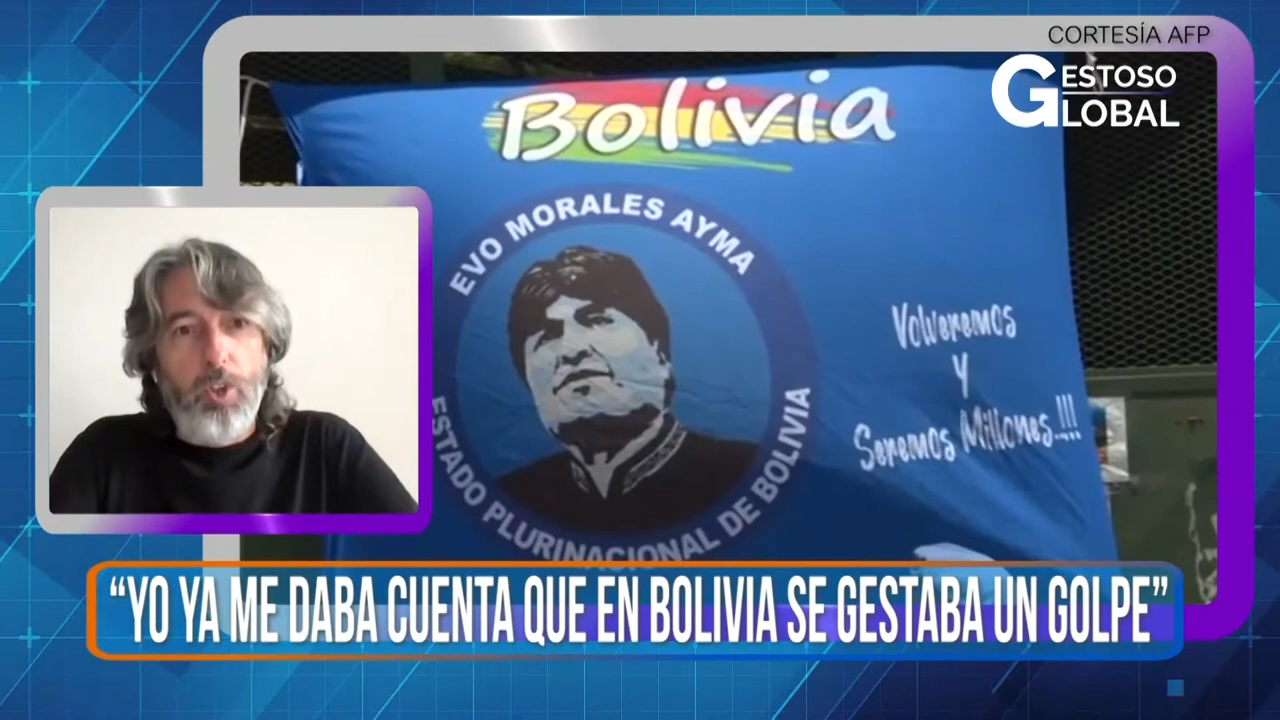 CORTESÍA AFP
GESTOSO
GLOBAL
Bolivia
EVO MORALES AYMA
ESTADO PLURINACIONAL DE BOLIVIA
Volveremos
y
Seremos Millones.!!!
“YO YA ME DABA CUENTA QUE EN BOLIVIA SE GESTABA UN GOLPE”